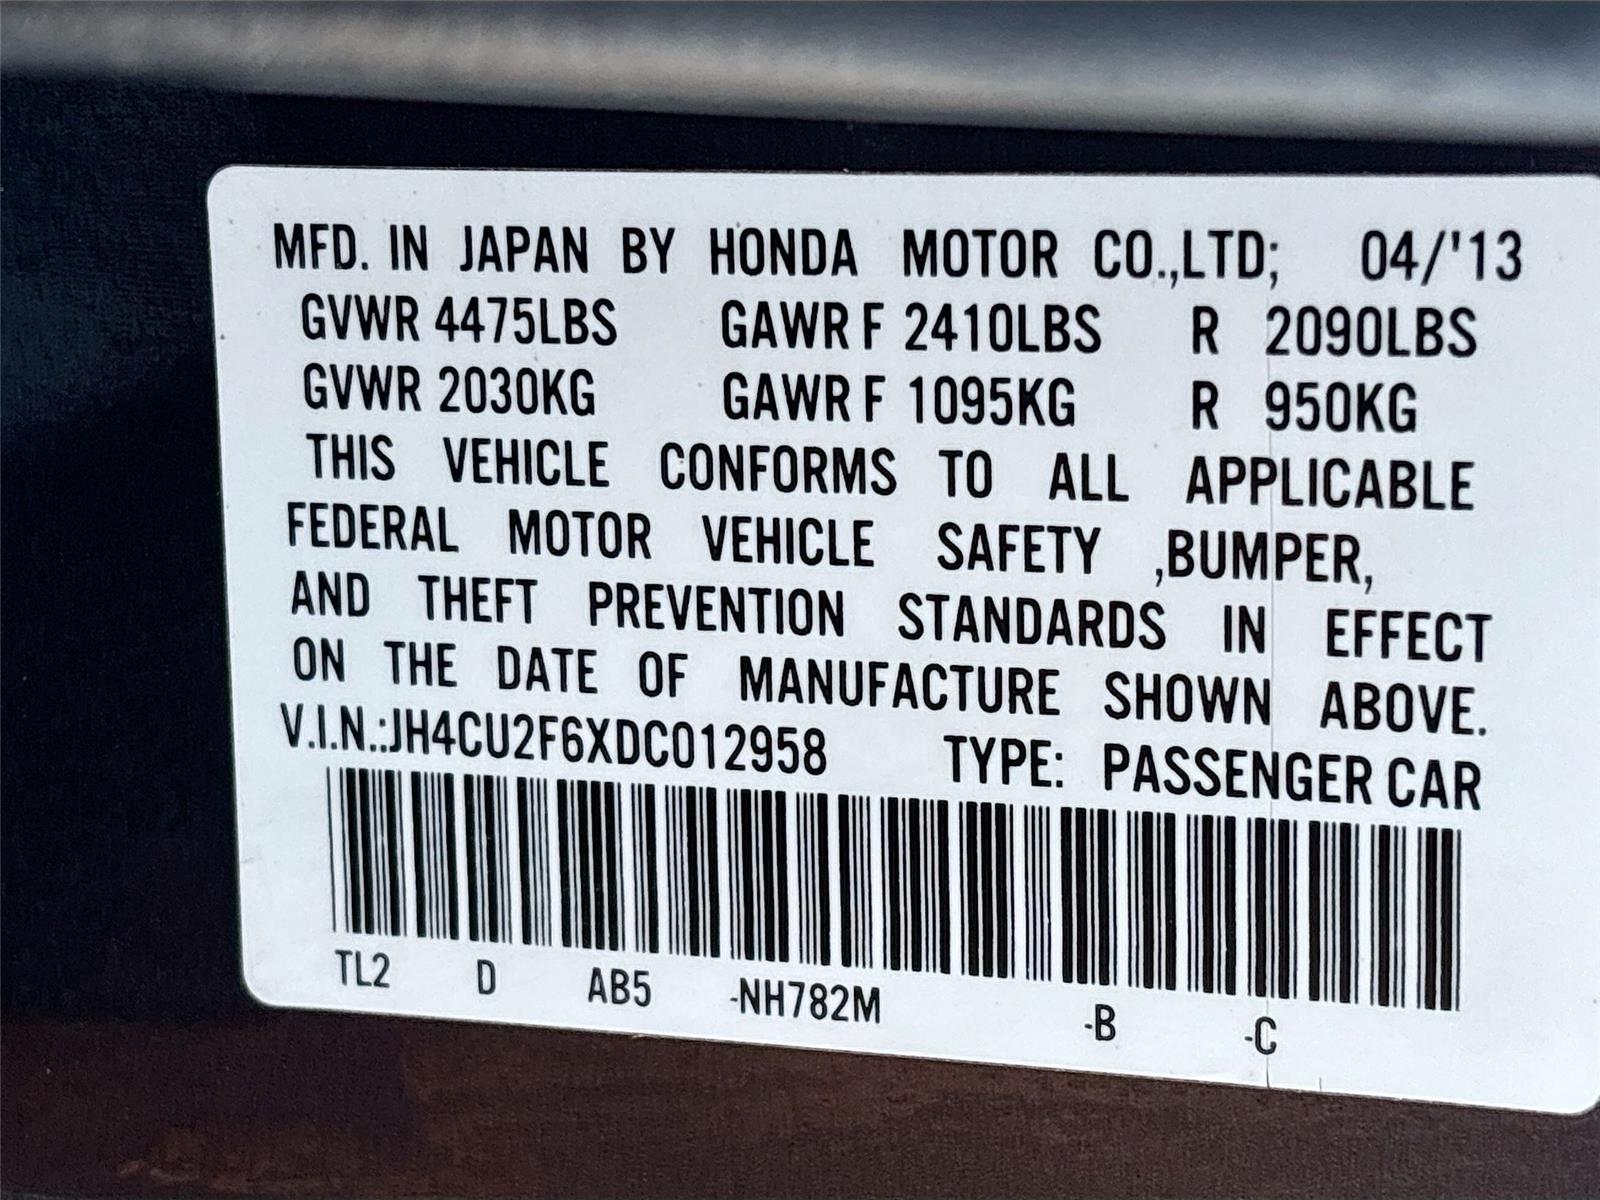 MFD. IN JAPAN BY HONDA MOTOR CO.,LTD; 04/'13
GVWR 4475LBS GAWR F 2410LBS R 2090LBS
GVWR 2030KG GAWR F 1095KG R 950KG
THIS VEHICLE CONFORMS TO ALL APPLICABLE
FEDERAL MOTOR VEHICLE SAFETY ,BUMPER,
AND THEFT PREVENTION STANDARDS IN EFFECT
ON THE DATE OF MANUFACTURE SHOWN ABOVE.
V.I.N.:JH4CU2F6XDC012958 TYPE: PASSENGER CAR
TL2 D AB5 -NH782M -B -C